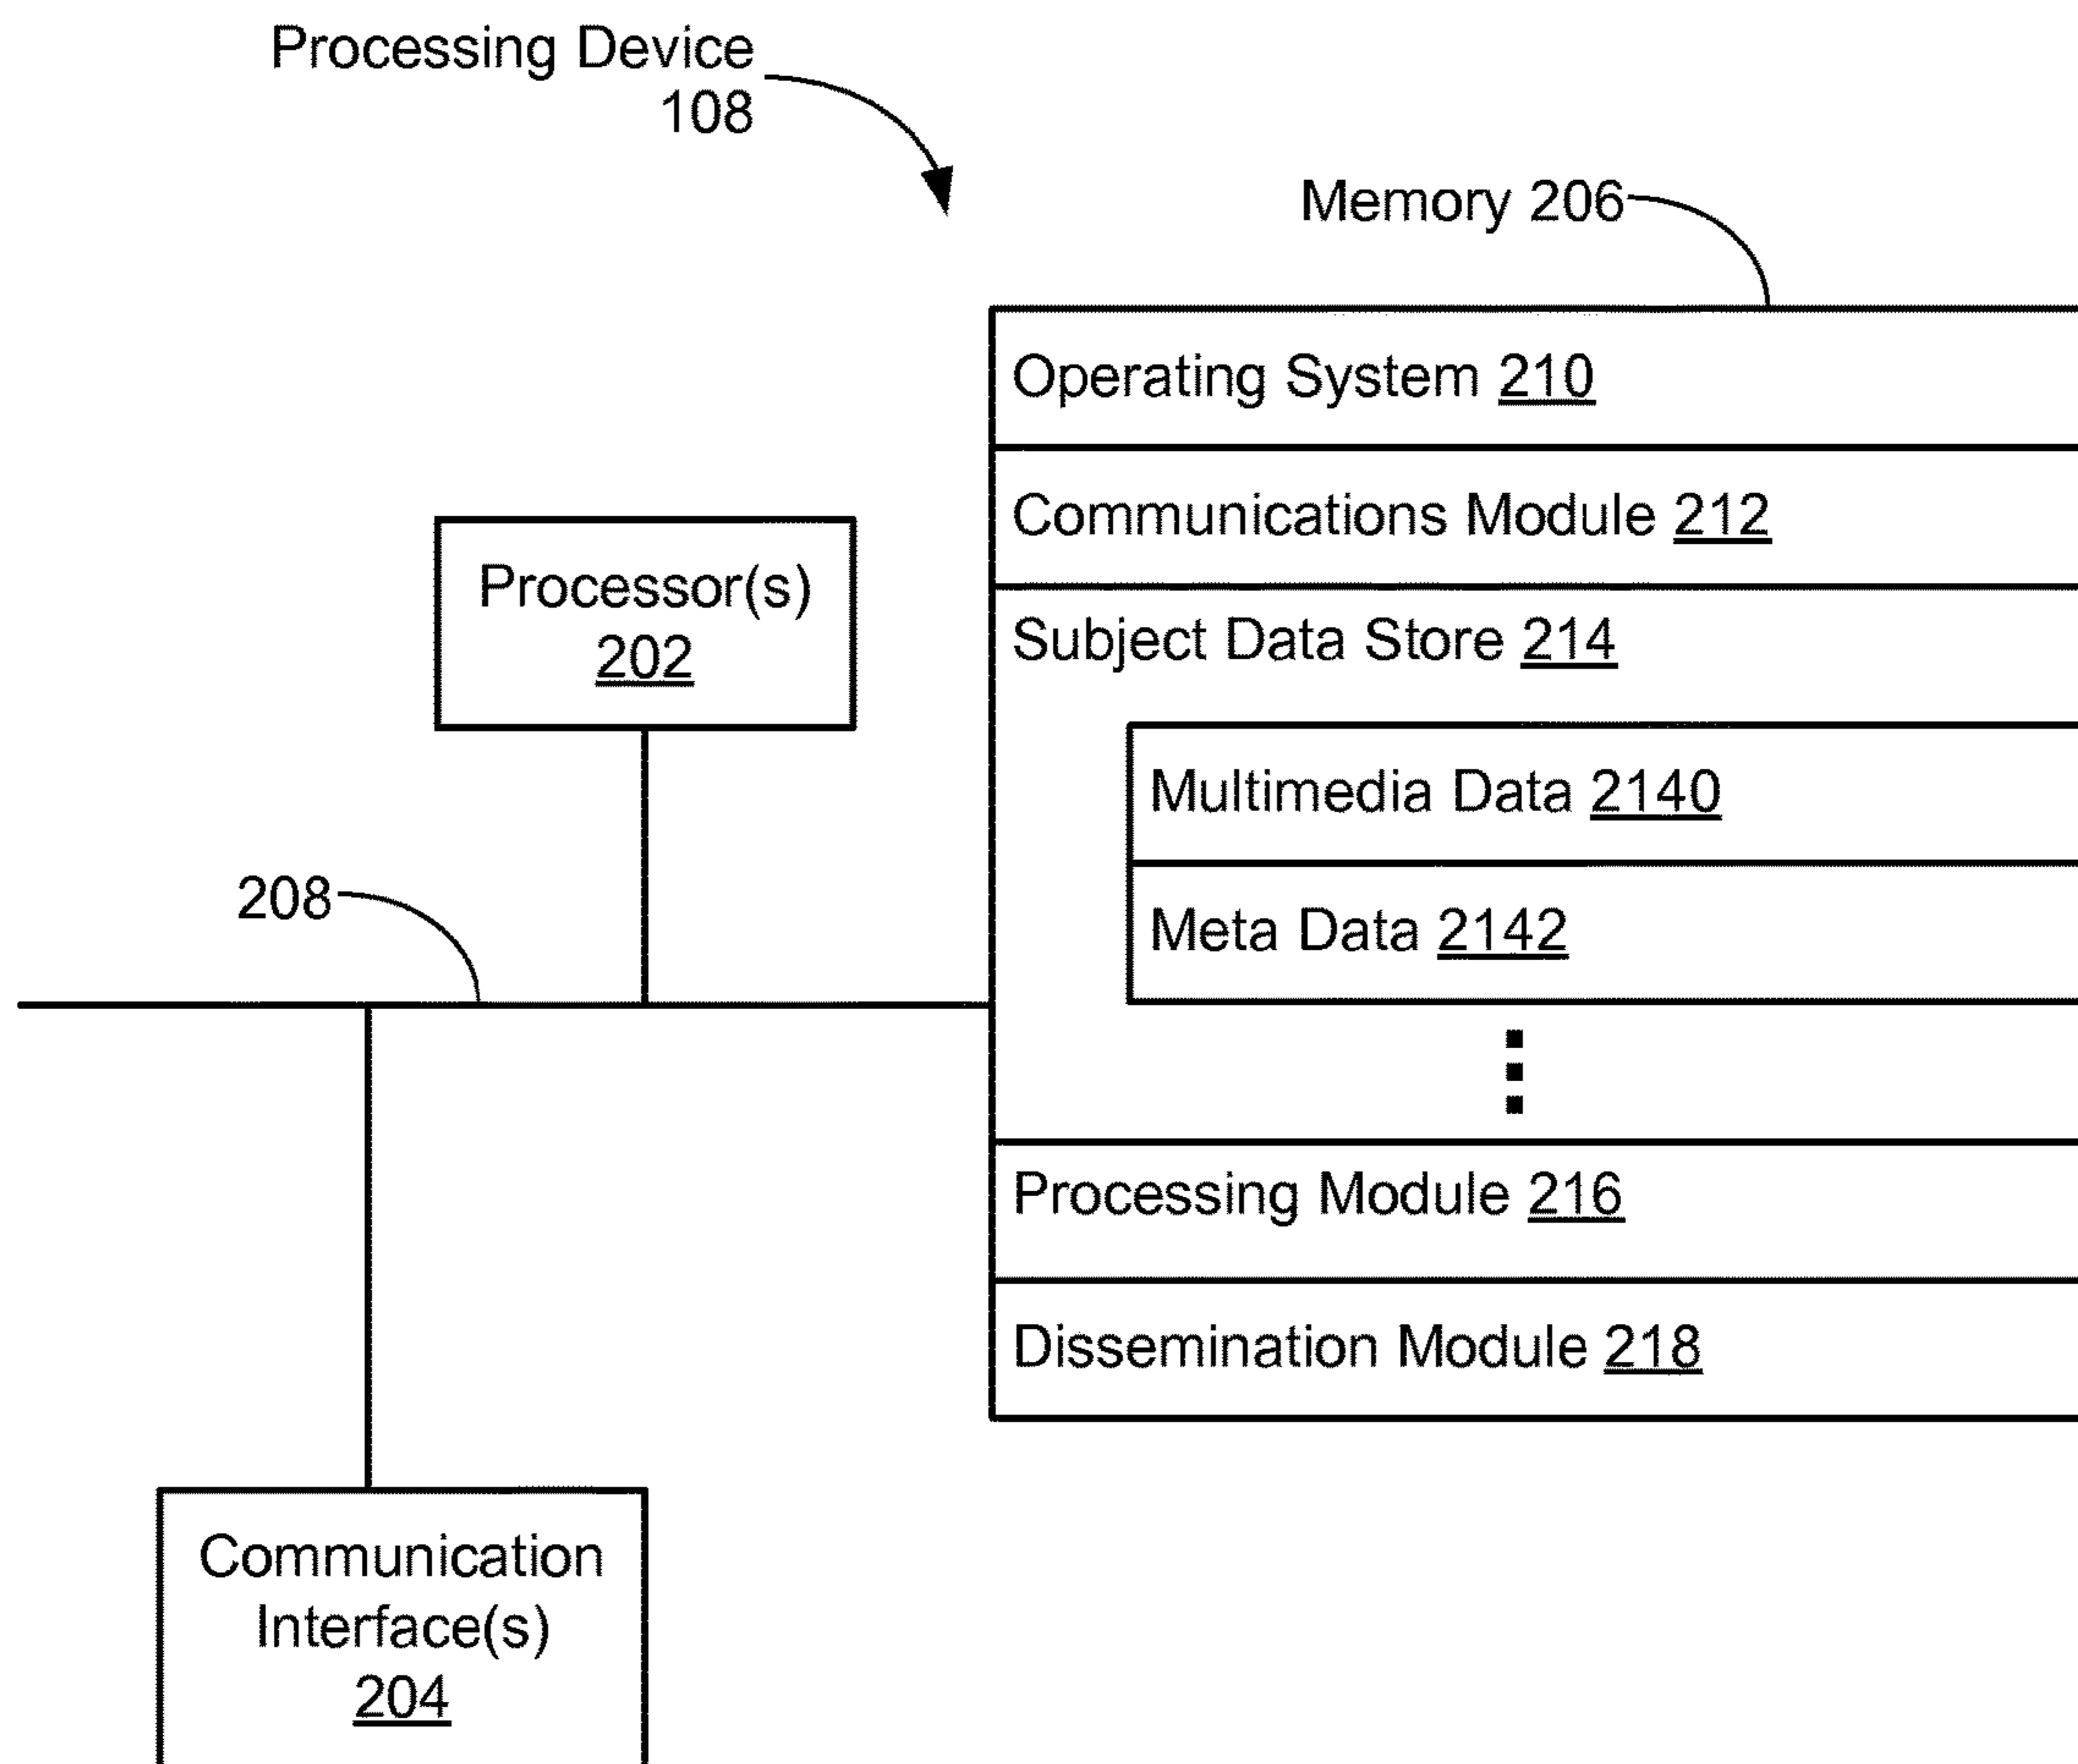 Processing Device
108
Memory 206
Operating System 210
Communications Module 212
Processor(s)
202
Subject Data Store 214
Multimedia Data 2140
208
Meta Data 2142
Processing Module 216
Dissemination Module 218
Communication
Interface(s)
204